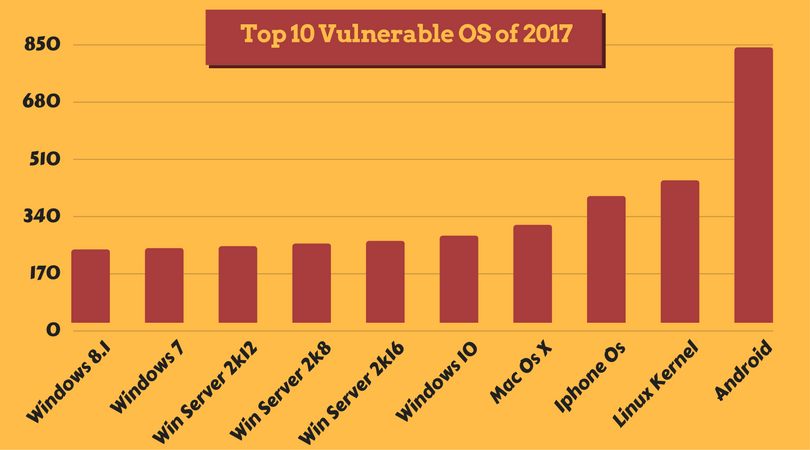 Top 10 Vulnerable OS of 2017
850
680
510
340
170
0
Windows 8.1
Windows 7
Win Server 2k12
Win Server 2k8
Win Server 2k16
Windows 10
Mac Os X
Iphone Os
Linux Kernel
Android